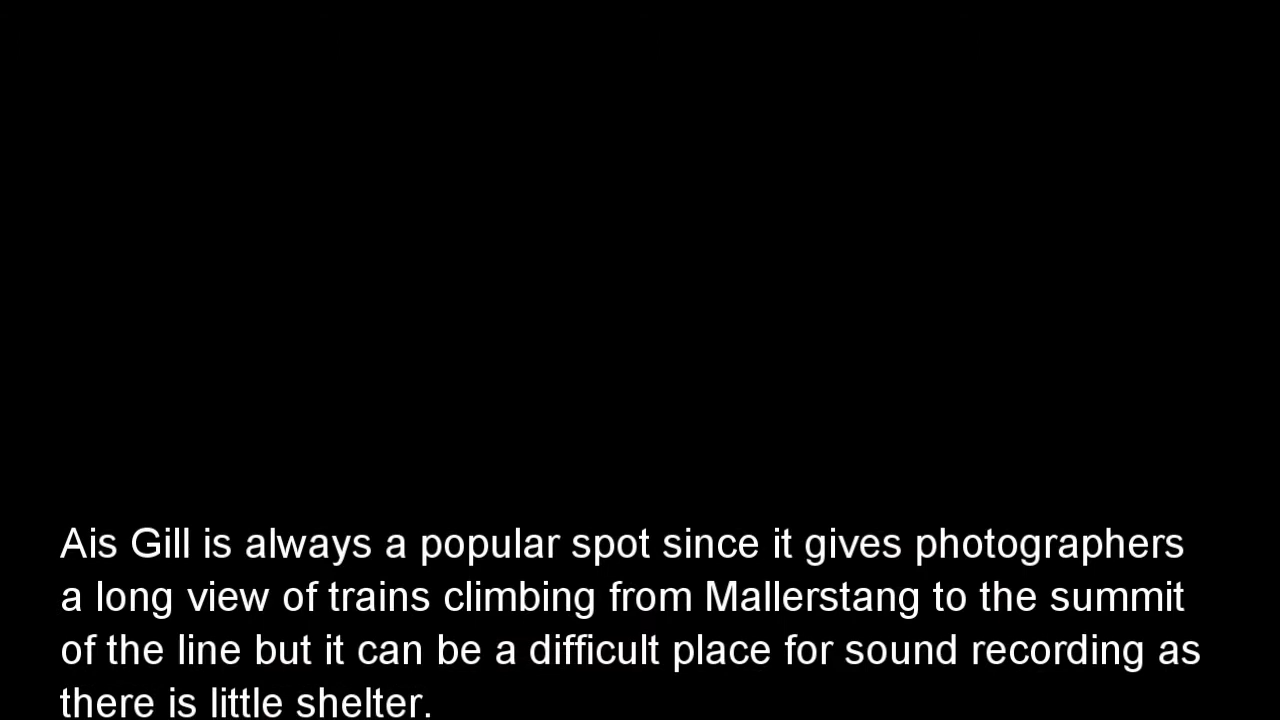 Ais Gill is always a popular spot since it gives photographers
a long view of trains climbing from Mallerstang to the summit
of the line but it can be a difficult place for sound recording as
there is little shelter.